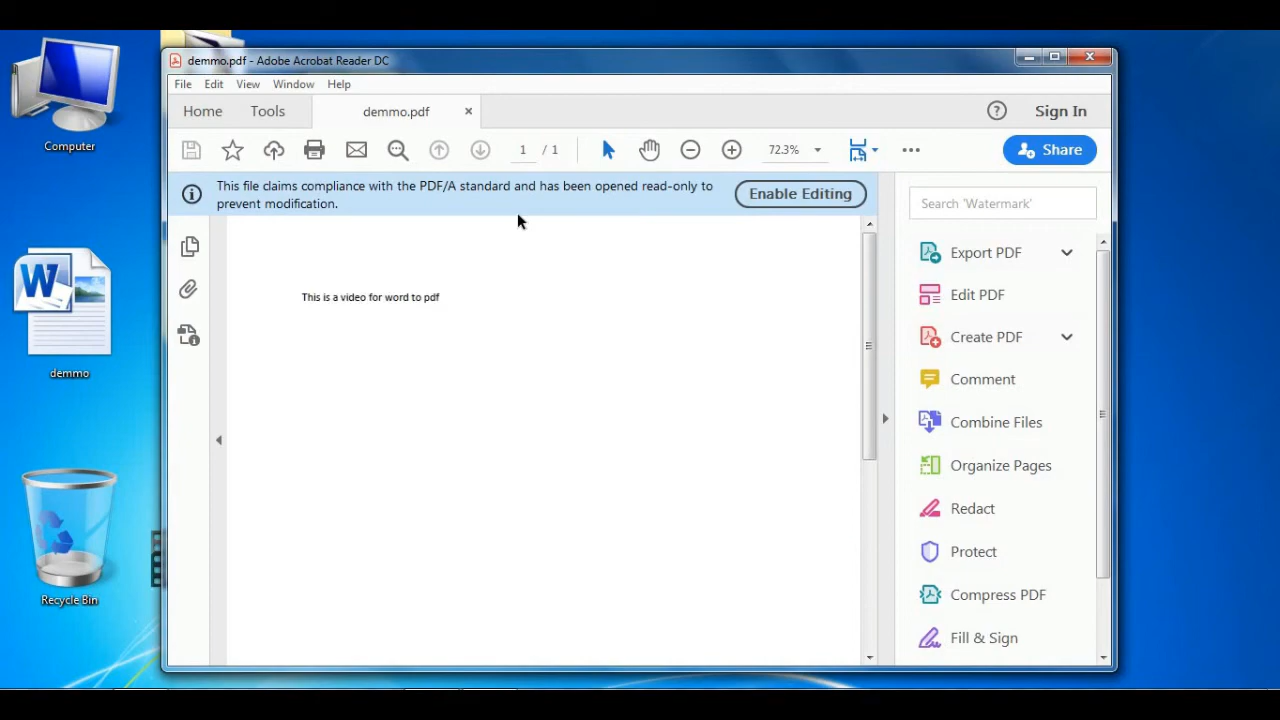 demmo.pdf - Adobe Acrobat Reader DC
File Edit View Window Help
Home Tools demmo.pdf × Sign In
1 / 1 72.3% Share
This file claims compliance with the PDF/A standard and has been opened read-only to
prevent modification.
Enable Editing
Search 'Watermark'
This is a video for word to pdf
Export PDF
Edit PDF
Create PDF
Comment
Combine Files
Organize Pages
Redact
Protect
Compress PDF
Fill & Sign
Computer
W
demmo
Recycle Bin